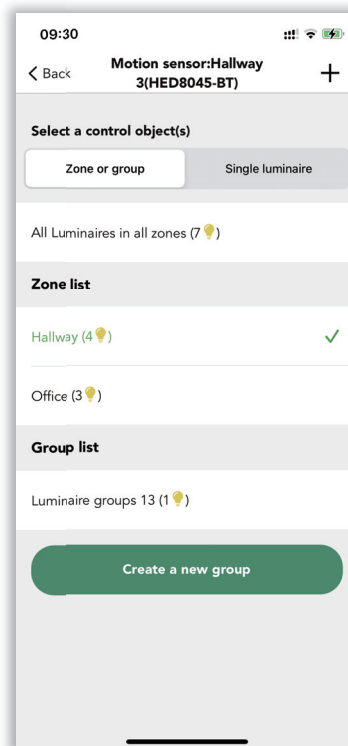 09:30
Back
Motion sensor:Hallway
3(HED8045-BT)
+
Select a control object(s)
Zone or group
Single luminaire
All Luminaires in all zones (7💡)
Zone list
Hallway (4💡)
Office (3💡)
Group list
Luminaire groups 13 (1💡)
Create a new group